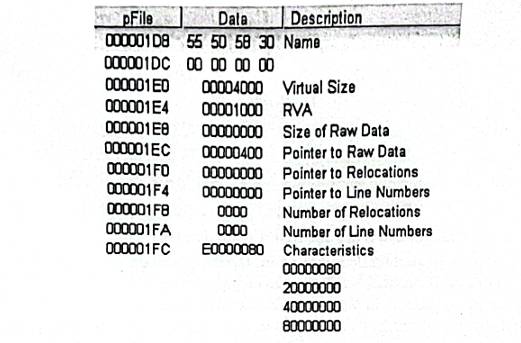 pFile Data Description
000001D8 55 50 58 30 Name
000001DC 00 00 00 00
000001E0 00004000 Virtual Size
000001E4 00001000 RVA
000001E8 00000000 Size of Raw Data
000001EC 00000400 Pointer to Raw Data
000001F0 00000000 Pointer to Relocations
000001F4 00000000 Pointer to Line Numbers
000001F8 0000 Number of Relocations
000001FA 0000 Number of Line Numbers
000001FC E0000080 Characteristics
00000080
20000000
40000000
80000000